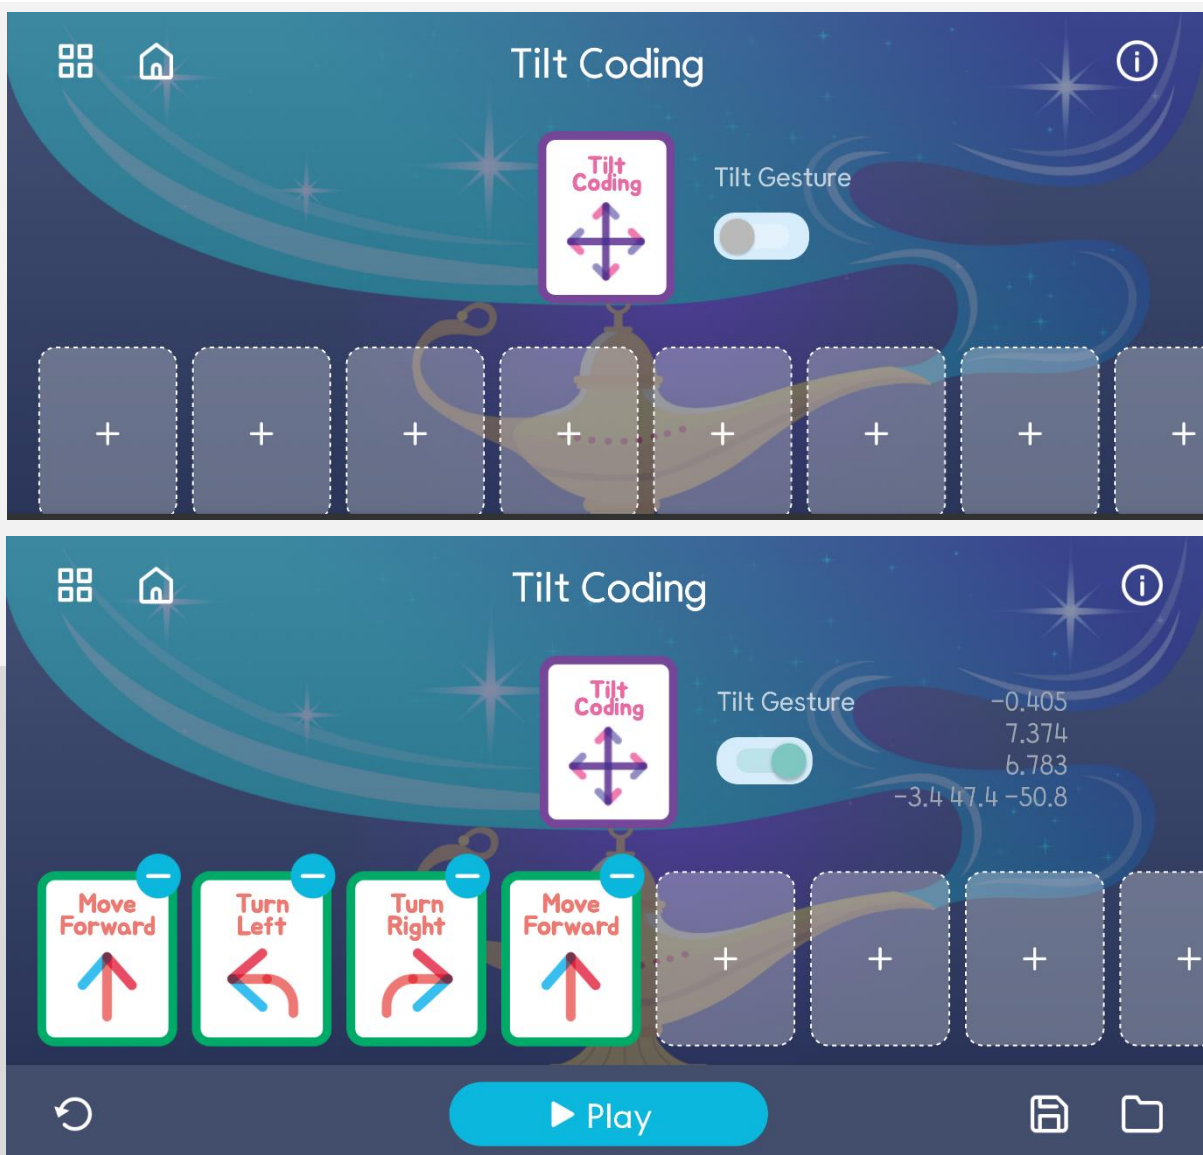 Tilt Coding
Tilt
Coding
Tilt Gesture
Tilt Coding
Tilt
Coding
Tilt Gesture
-0.405
7.374
6.783
-3.4 47.4 -50.8
Move
Forward
Turn
Left
Turn
Right
Move
Forward
Play